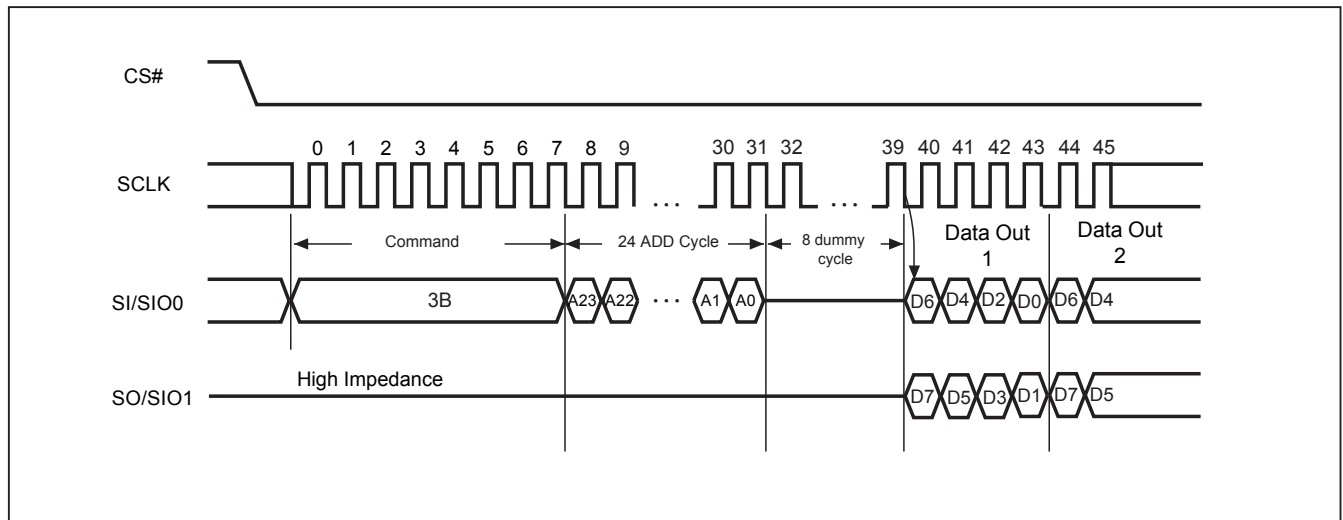 CS#
0 1 2 3 4 5 6 7 8 9 30 31 32 39 40 41 42 43 44 45
SCLK
... ...
Command 24 ADD Cycle 8 dummy cycle Data Out 1 Data Out 2
SI/SIO0 3B A23 A22 ... A1 A0 D6 D4 D2 D0 D6 D4
High Impedance
SO/SIO1 D7 D5 D3 D1 D7 D5